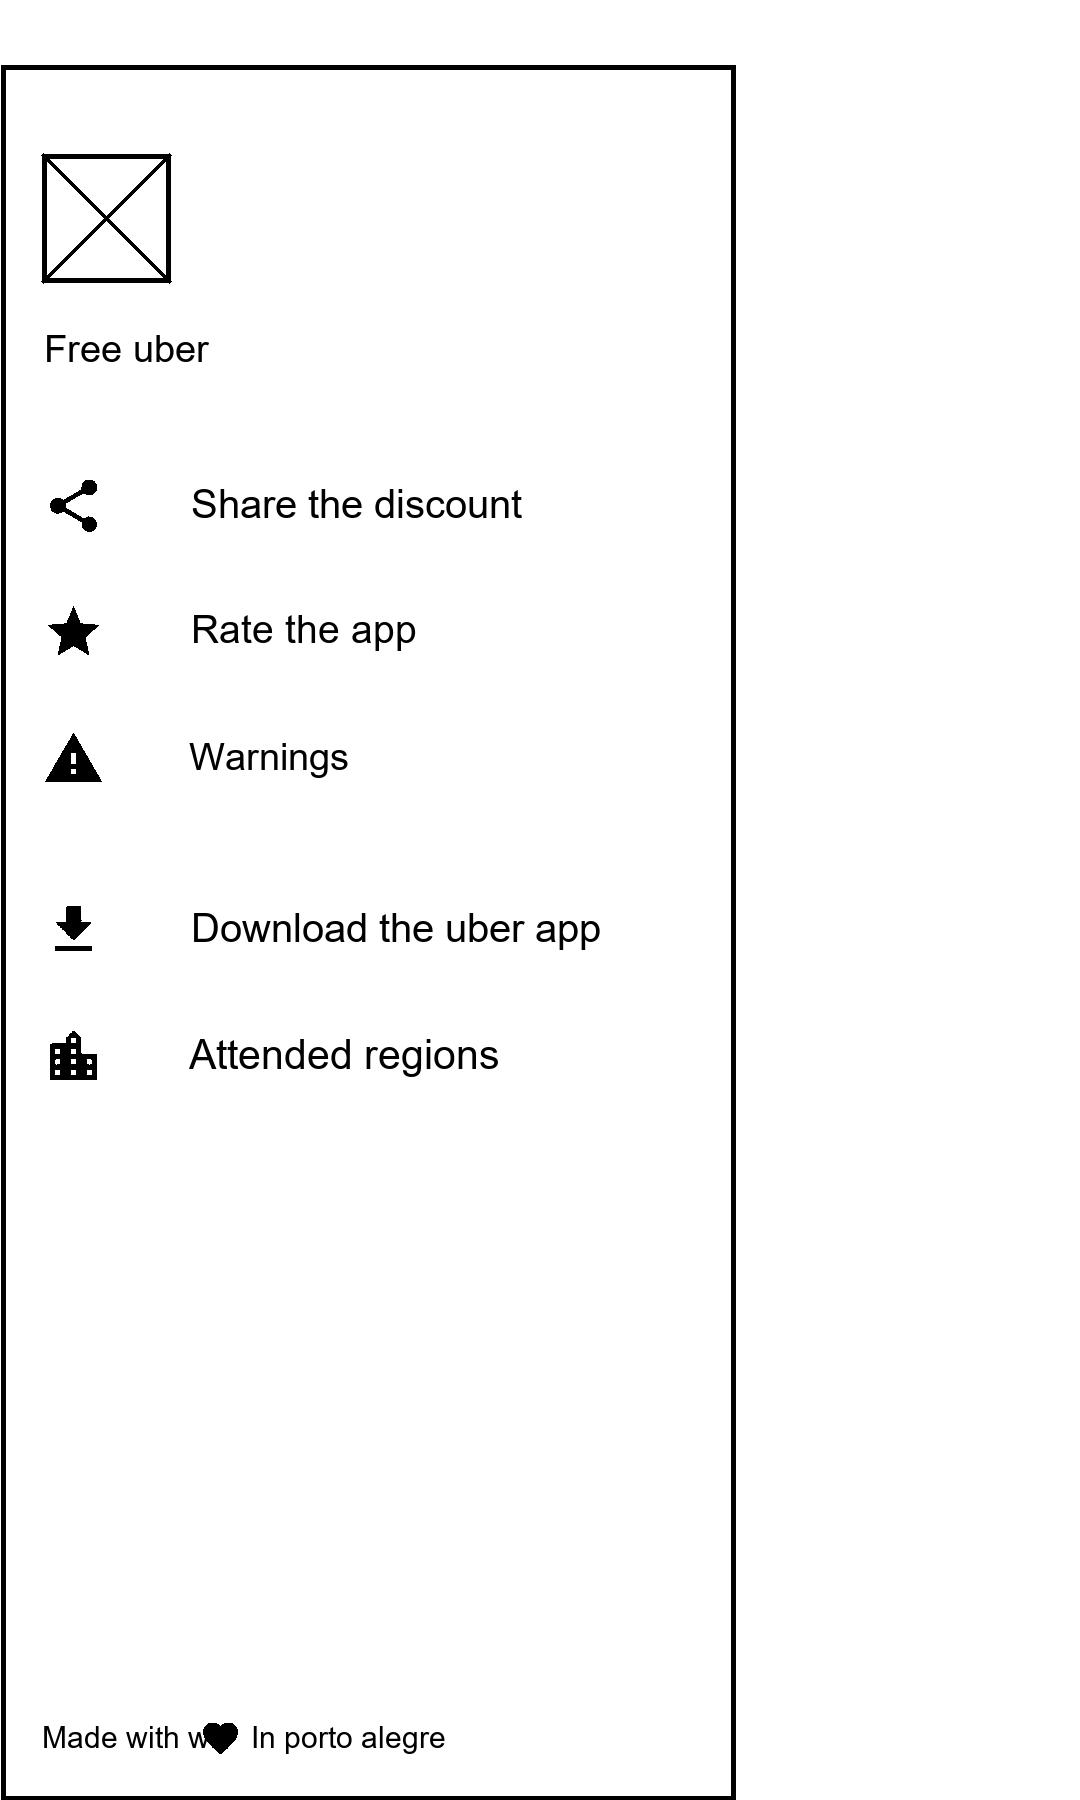 Free uber
Share the discount
Rate the app
Warnings
Download the uber app
Attended regions
Made with In porto alegre